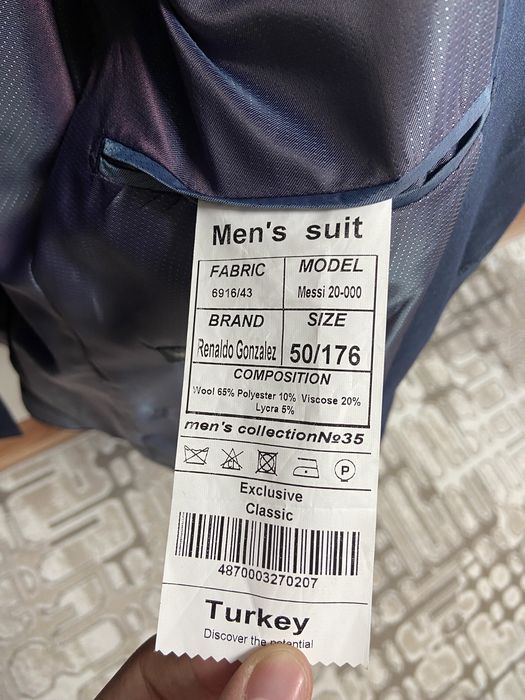 Men's suit
FABRIC MODEL
6916/43 Messi 20-000
BRAND SIZE
Renaldo Gonzalez 50/176
COMPOSITION
Wool 65% Polyester 10% Viscose 20%
Lycra 5%
men's collection№35
P
Exclusive
Classic
4870003270207
Turkey
Discover the potential